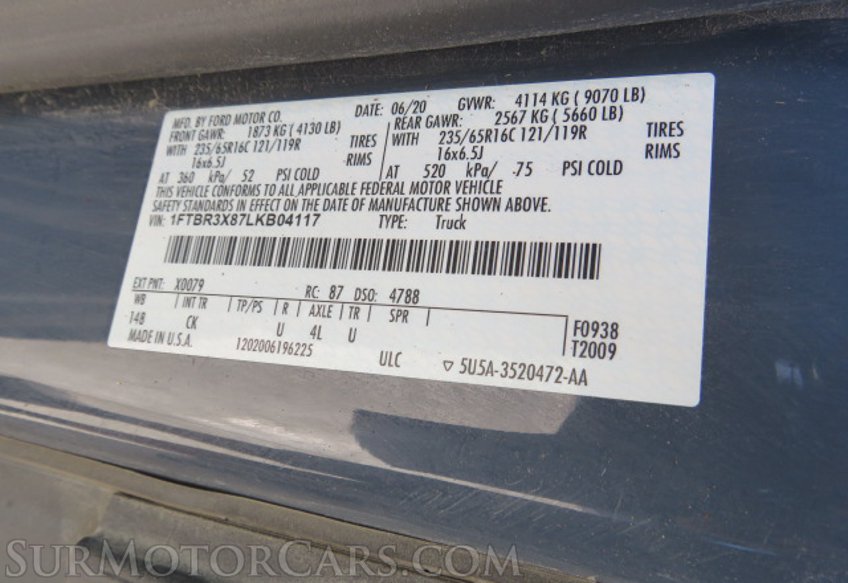 MFD. BY FORD MOTOR CO. DATE: 06/20 GVWR: 4114 KG ( 9070 LB)
FRONT GAWR: 1873 KG ( 4130 LB) REAR GAWR: 2567 KG ( 5660 LB)
WITH 235/65R16C 121/119R TIRES WITH 235/65R16C 121/119R TIRES
16x6.5J RIMS 16x6.5J RIMS
AT 360 kPa/ 52 PSI COLD AT 520 kPa/ 75 PSI COLD
THIS VEHICLE CONFORMS TO ALL APPLICABLE FEDERAL MOTOR VEHICLE
SAFETY STANDARDS IN EFFECT ON THE DATE OF MANUFACTURE SHOWN ABOVE.
VIN: 1FTBR3X87LKB04117 TYPE: Truck
EXT PNT: X0079 RC: 87 DSO: 4788
WB | INT TR | TP/PS | R | AXLE | TR | SPR | F0938
148 CK U 4L U T2009
MADE IN U.S.A. 1202006196225 ULC ▽ 5U5A-3520472-AA
SurMotorCars.com